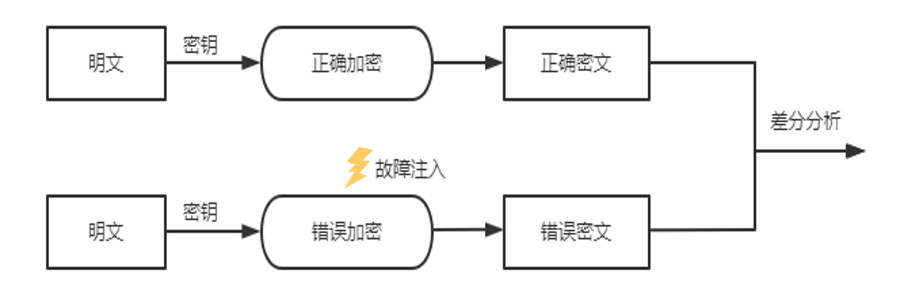 明文
密钥
正确加密
正确密文
差分分析
故障注入
明文
密钥
错误加密
错误密文